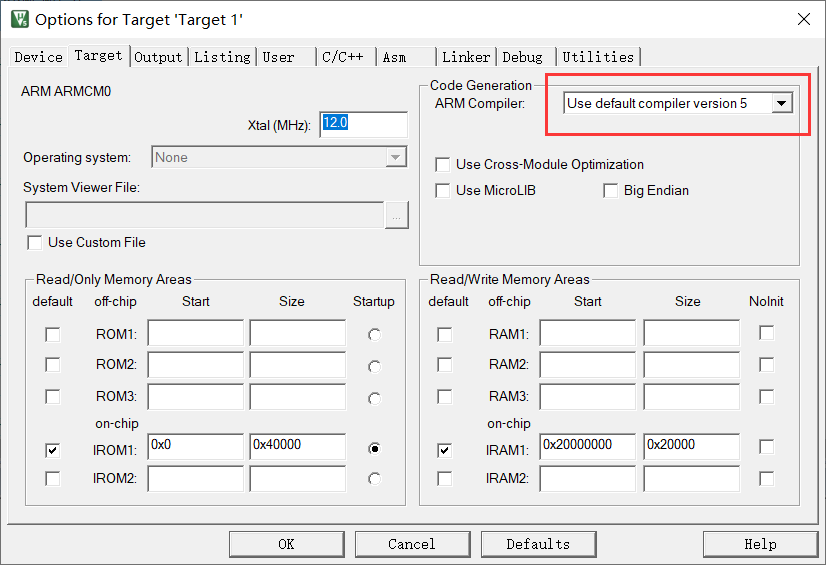 Options for Target 'Target 1'
Device Target Output Listing User C/C++ Asm Linker Debug Utilities
ARM ARMCM0
Xtal (MHz): 12.0
Operating system: None
System Viewer File:
...
Use Custom File
Code Generation
ARM Compiler: Use default compiler version 5
Use Cross-Module Optimization
Use MicroLIB Big Endian
Read/Only Memory Areas
default off-chip Start Size Startup
ROM1:
ROM2:
ROM3:
on-chip
IROM1: 0x0 0x40000
IROM2:
Read/Write Memory Areas
default off-chip Start Size NoInit
RAM1:
RAM2:
RAM3:
on-chip
IRAM1: 0x20000000 0x20000
IRAM2:
OK Cancel Defaults Help